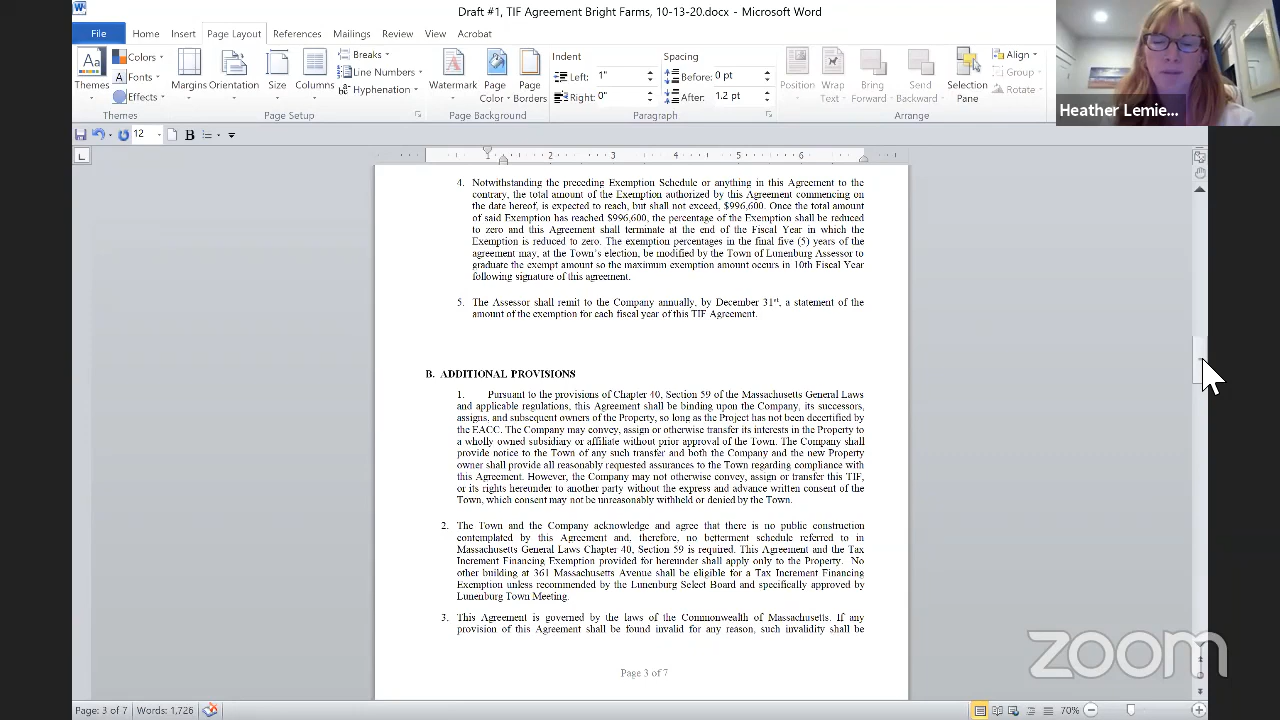 Draft #1, TIF Agreement Bright Farms, 10-13-20.docx - Microsoft Word
File Home Insert Page Layout References Mailings Review View Acrobat
Aa Themes Colors Fonts Effects Themes
Margins Orientation Size Columns Breaks Line Numbers Hyphenation Page Setup
Watermark Page Color Page Borders Page Background
Indent Left: 1" Right: 0" Spacing Before: 0 pt After: 1.2 pt Paragraph
Position Wrap Text Bring Forward Send Backward Selection Pane Align Group Rotate Arrange
Heather Lemie...
12 B
1 2 3 4 5 6
4. Notwithstanding the preceding Exemption Schedule or anything in this Agreement to the
contrary, the total amount of the Exemption authorized by this Agreement commencing on
the date hereof, is expected to reach, but shall not exceed, $996,600. Once the total amount
of said Exemption has reached $996,600, the percentage of the Exemption shall be reduced
to zero and this Agreement shall terminate at the end of the Fiscal Year in which the
Exemption is reduced to zero. The exemption percentages in the final five (5) years of the
agreement may, at the Town's election, be modified by the Town of Lunenburg Assessor to
graduate the exempt amount so the maximum exemption amount occurs in 10th Fiscal Year
following signature of this agreement.
5. The Assessor shall remit to the Company annually, by December 31st, a statement of the
amount of the exemption for each fiscal year of this TIF Agreement.
B. ADDITIONAL PROVISIONS
1. Pursuant to the provisions of Chapter 40, Section 59 of the Massachusetts General Laws
and applicable regulations, this Agreement shall be binding upon the Company, its successors,
assigns, and subsequent owners of the Property, so long as the Project has not been decertified by
the EACC. The Company may convey, assign or otherwise transfer its interests in the Property to
a wholly owned subsidiary or affiliate without prior approval of the Town. The Company shall
provide notice to the Town of any such transfer and both the Company and the new Property
owner shall provide all reasonably requested assurances to the Town regarding compliance with
this Agreement. However, the Company may not otherwise convey, assign or transfer this TIF,
or its rights hereunder to another party without the express and advance written consent of the
Town, which consent may not be unreasonably withheld or denied by the Town.
2. The Town and the Company acknowledge and agree that there is no public construction
contemplated by this Agreement and, therefore, no betterment schedule referred to in
Massachusetts General Laws Chapter 40, Section 59 is required. This Agreement and the Tax
Increment Financing Exemption provided for hereunder shall apply only to the Property. No
other building at 361 Massachusetts Avenue shall be eligible for a Tax Increment Financing
Exemption unless recommended by the Lunenburg Select Board and specifically approved by
Lunenburg Town Meeting.
3. This Agreement is governed by the laws of the Commonwealth of Massachusetts. If any
provision of this Agreement shall be found invalid for any reason, such invalidity shall be
Page 3 of 7
zoom
Page: 3 of 7 Words: 1,726 70%